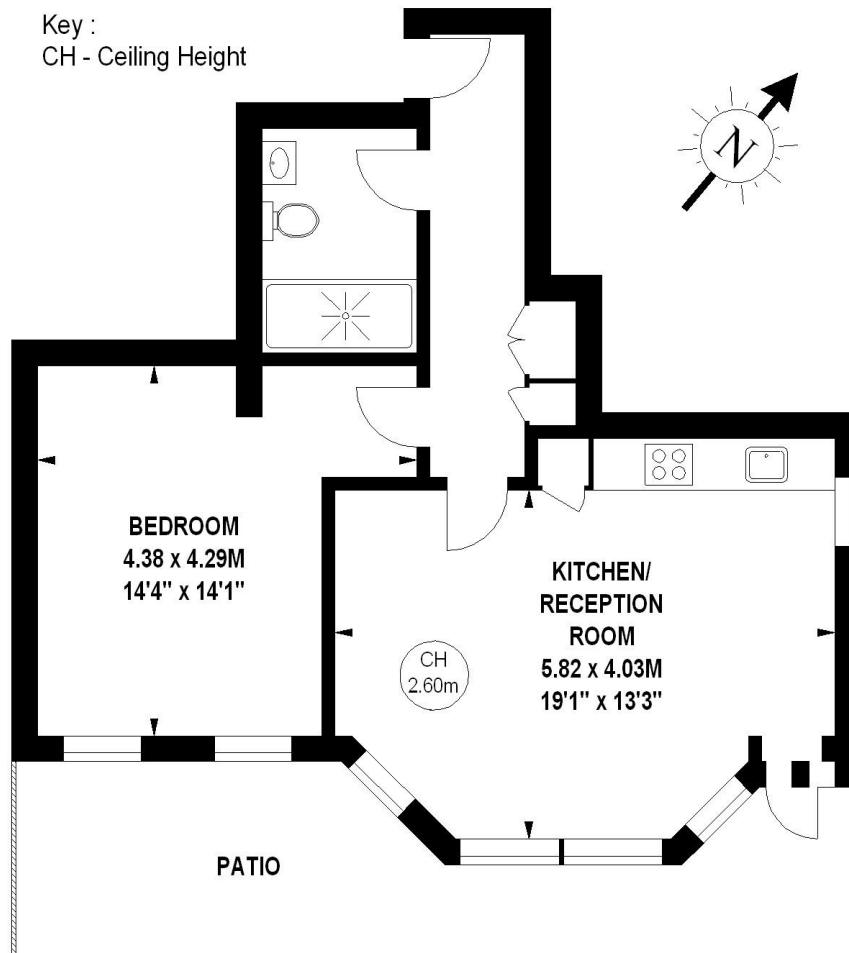 Key :
CH - Ceiling Height
N
BEDROOM
4.38 x 4.29M
14'4" x 14'1"
KITCHEN/
RECEPTION
ROOM
5.82 x 4.03M
19'1" x 13'3"
CH
2.60m
PATIO